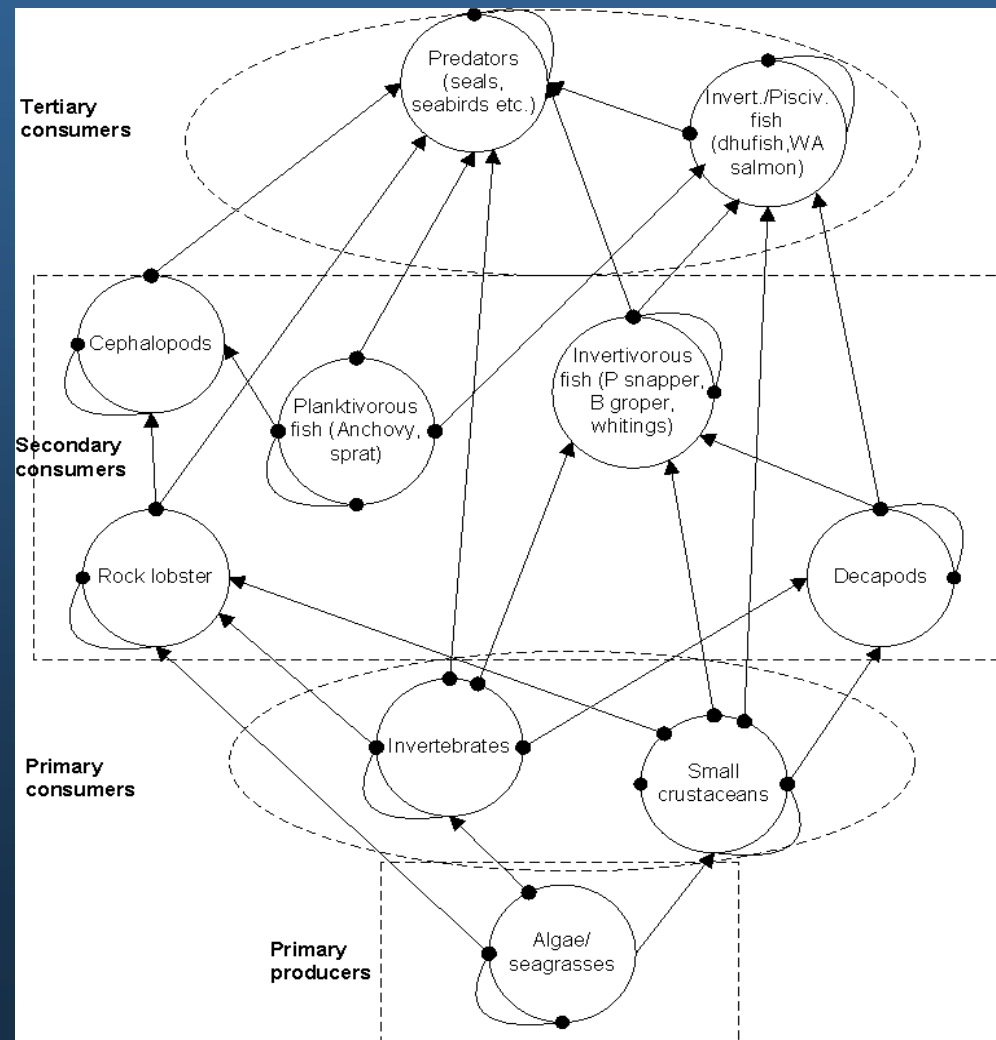 Predators
(seals,
seabirds etc.)
Invert./Pisciv.
fish
(dhufish,WA
salmon)
Tertiary
consumers
Cephalopods
Planktivorous
fish (Anchovy,
sprat)
Invertivorous
fish (P snapper,
B groper,
whitings)
Secondary
consumers
Rock lobster
Decapods
Invertebrates
Small
crustaceans
Primary
consumers
Algae/
seagrasses
Primary
producers